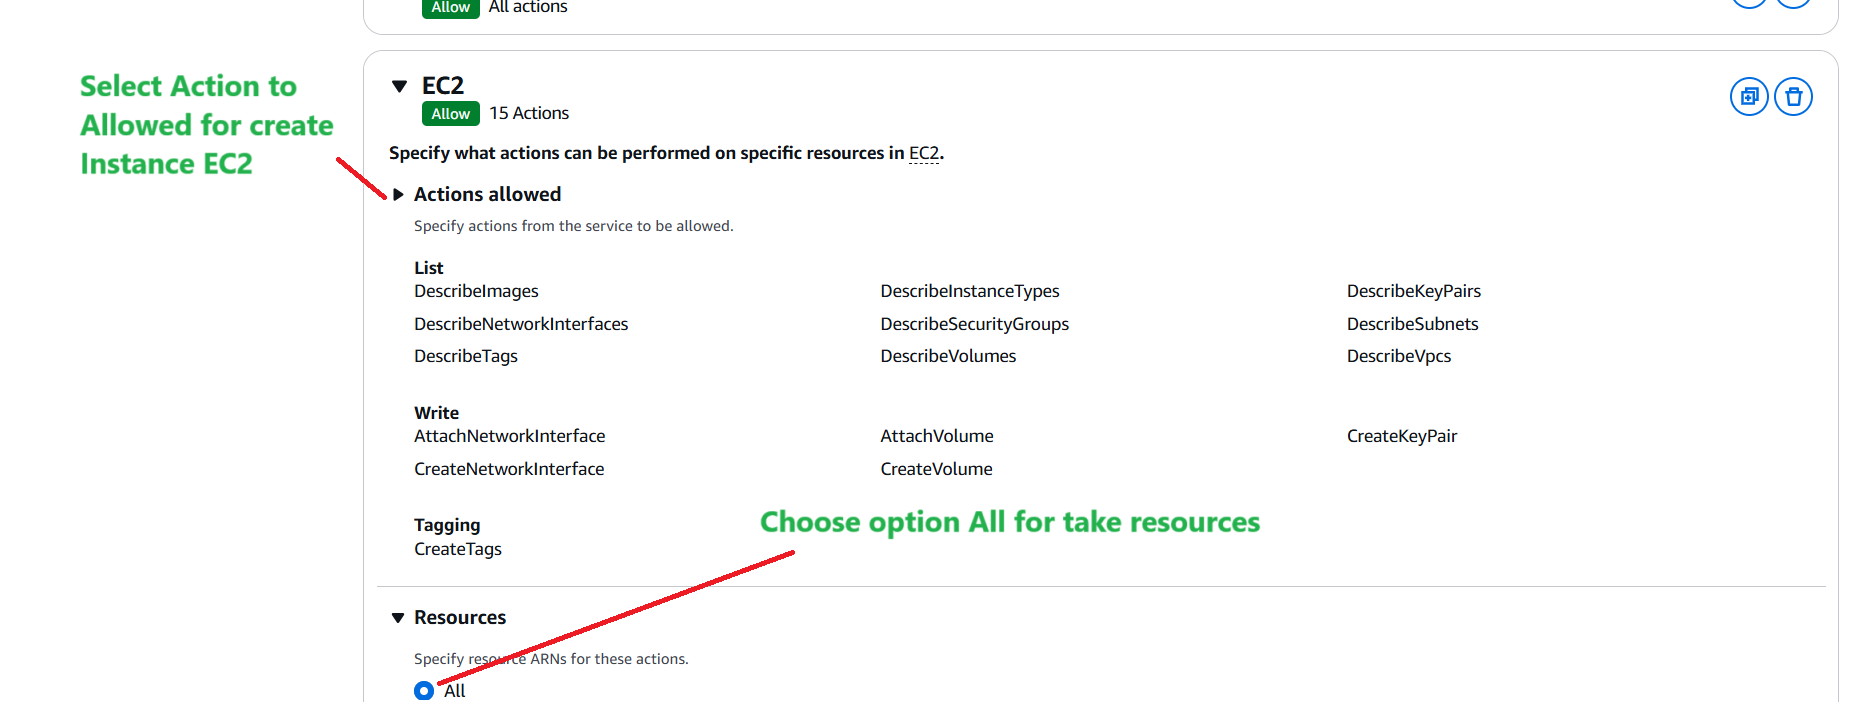 Allow All actions
Select Action to
Allowed for create
Instance EC2
EC2
Allow 15 Actions
Specify what actions can be performed on specific resources in EC2.
Actions allowed
Specify actions from the service to be allowed.
List
DescribeImages DescribeInstanceTypes DescribeKeyPairs
DescribeNetworkInterfaces DescribeSecurityGroups DescribeSubnets
DescribeTags DescribeVolumes DescribeVpcs
Write
AttachNetworkInterface AttachVolume CreateKeyPair
CreateNetworkInterface CreateVolume
Choose option All for take resources
Tagging
CreateTags
Resources
Specify resource ARNs for these actions.
All